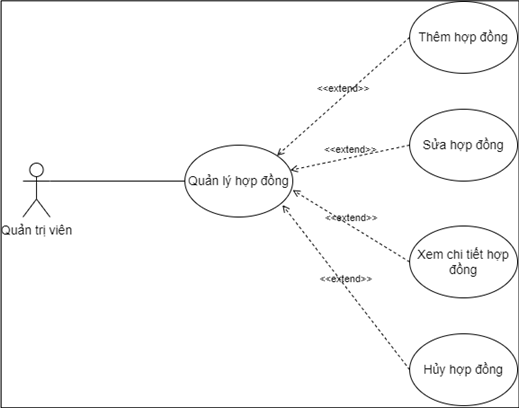 Thêm hợp đồng
<<extend>>
Sửa hợp đồng
<<extend>>
Quản lý hợp đồng
Quản trị viên
<<extend>>
Xem chi tiết hợp
đồng
<<extend>>
Hủy hợp đồng